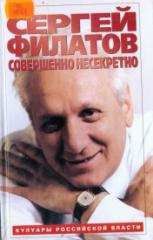 СЕРГЕЙ
ФИЛАТОВ
СОВЕРШЕННО НЕСЕКРЕТНО
КУЛУАРЫ РОССИЙСКОЙ ВЛАСТИ